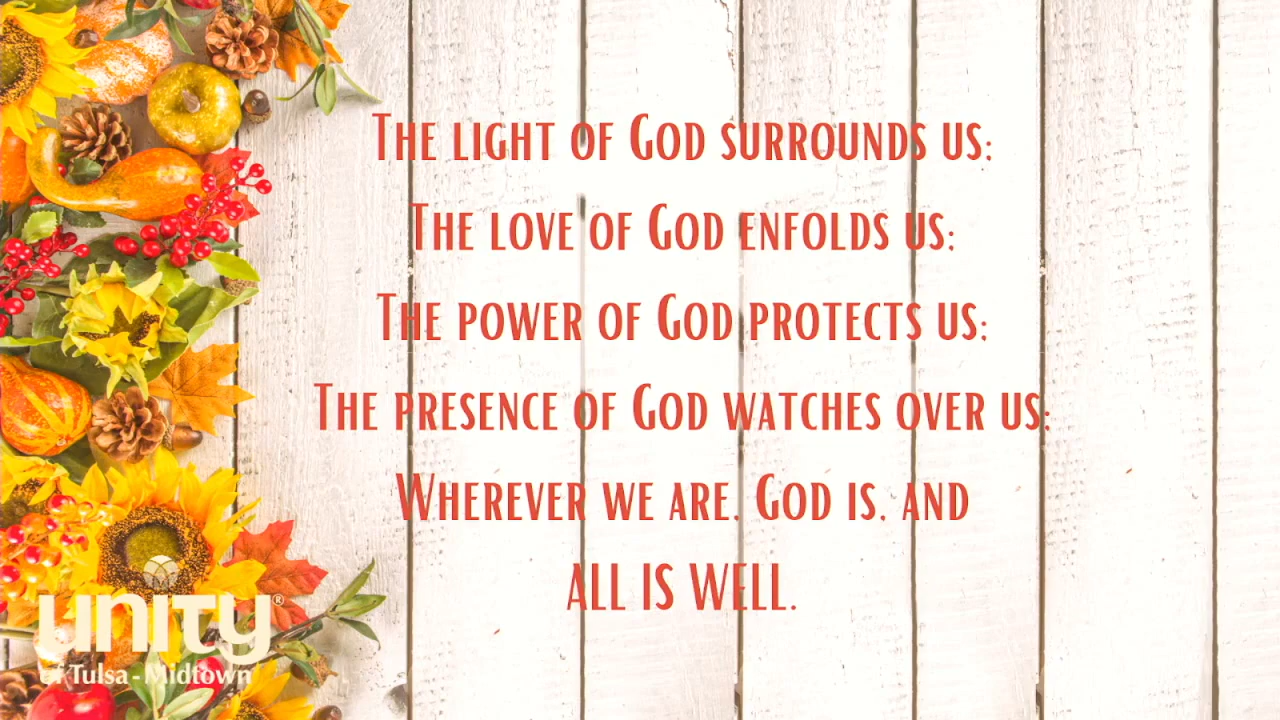 The light of God surrounds us;
The love of God enfolds us;
The power of God protects us;
The presence of God watches over us;
Wherever we are, God is, and
all is well.
unity®
of Tulsa-Midtown